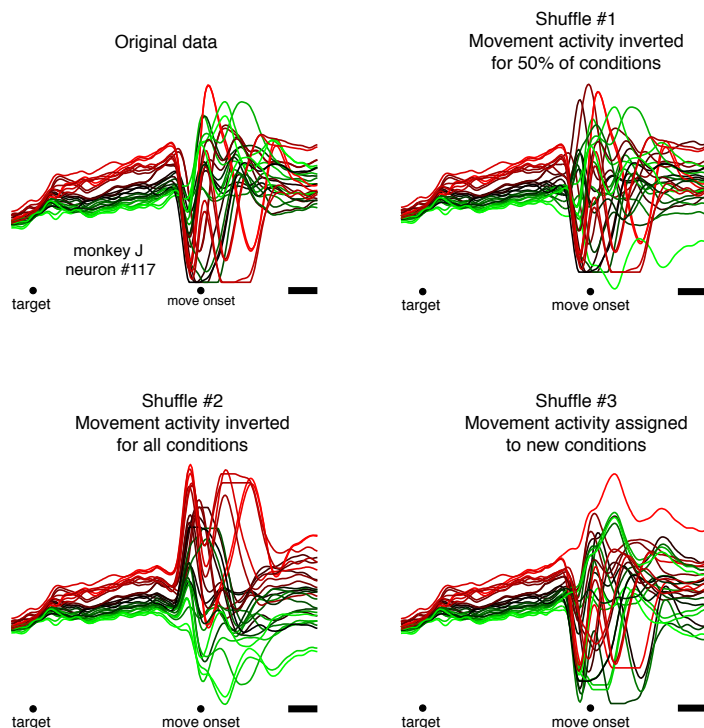 Original data
monkey J
neuron #117
target
move onset
Shuffle #1
Movement activity inverted
for 50% of conditions
target
move onset
Shuffle #2
Movement activity inverted
for all conditions
target
move onset
Shuffle #3
Movement activity assigned
to new conditions
target
move onset